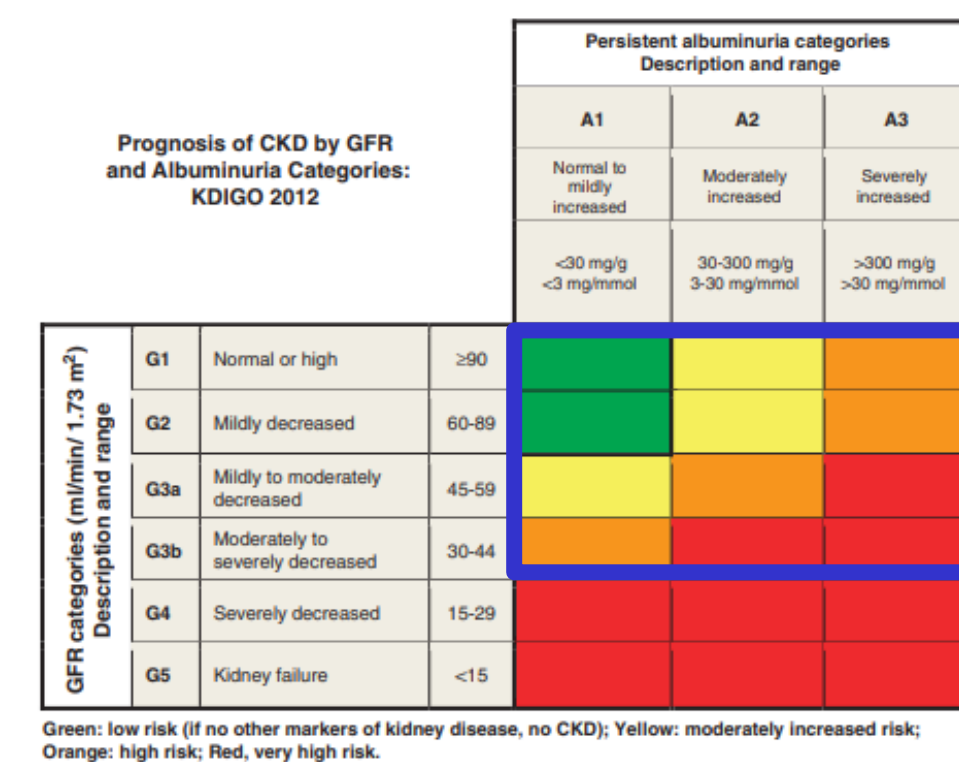 Persistent albuminuria categories
Description and range
Prognosis of CKD by GFR
and Albuminuria Categories:
KDIGO 2012
A1
A2
A3
Normal to
mildly
increased
Moderately
increased
Severely
increased
<30 mg/g
<3 mg/mmol
30-300 mg/g
3-30 mg/mmol
>300 mg/g
>30 mg/mmol
GFR categories (ml/min/ 1.73 m²)
Description and range
G1 Normal or high ≥90
G2 Mildly decreased 60-89
G3a Mildly to moderately
decreased 45-59
G3b Moderately to
severely decreased 30-44
G4 Severely decreased 15-29
G5 Kidney failure <15
Green: low risk (if no other markers of kidney disease, no CKD); Yellow: moderately increased risk;
Orange: high risk; Red, very high risk.